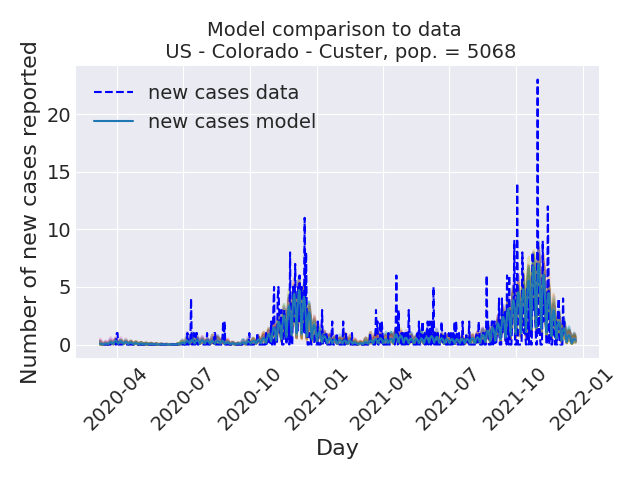 Model comparison to data
US - Colorado - Custer, pop. = 5068
Number of new cases reported
new cases data
new cases model
20
15
10
5
0
2020-04
2020-07
2020-10
2021-01
2021-04
2021-07
2021-10
2022-01
Day